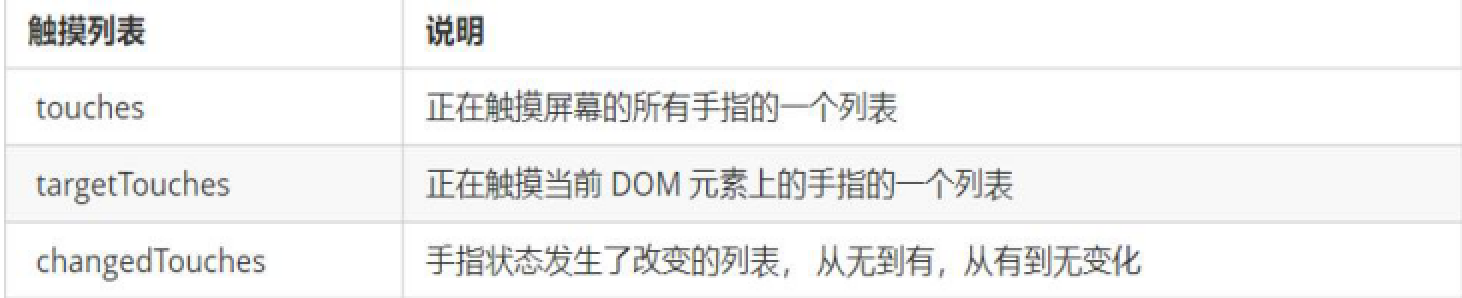 触摸列表 说明
touches 正在触摸屏幕的所有手指的一个列表
targetTouches 正在触摸当前 DOM 元素上的手指的一个列表
changedTouches 手指状态发生了改变的列表， 从无到有，从有到无变化